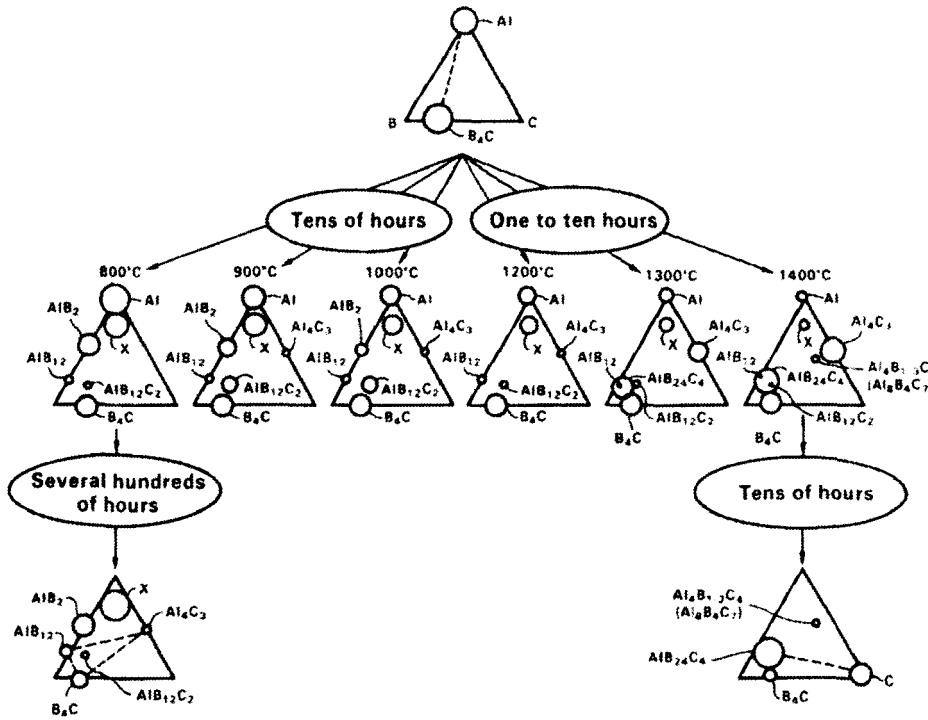 Al
B
C
B₄C
Tens of hours
One to ten hours
800°C
900°C
1000°C
1200°C
1300°C
1400°C
Al
AlB₂
X
AlB₁₂
AlB₁₂C₂
B₄C
Al
AlB₂
Al₄C₃
X
AlB₁₂
AlB₁₂C₂
B₄C
Al
AlB₂
Al₄C₃
X
AlB₁₂
AlB₁₂C₂
B₄C
Al
Al₄C₃
X
AlB₁₂
AlB₁₂C₂
B₄C
Al
Al₄C₃
X
AlB₁₂
AlB₂₄C₄
AlB₁₂C₂
B₄C
Al
Al₄C₃
X
AlB₁₂
AlB₂₄C₄
(Al₈B₄C₇
AlB₁₂C₂
B₄C
Several hundreds
of hours
Tens of hours
X
AlB₂
Al₄C₃
AlB₁₂
AlB₁₂C₂
B₄C
(Al₈B₄C₇)
AlB₂₄C₄
C
B₄C